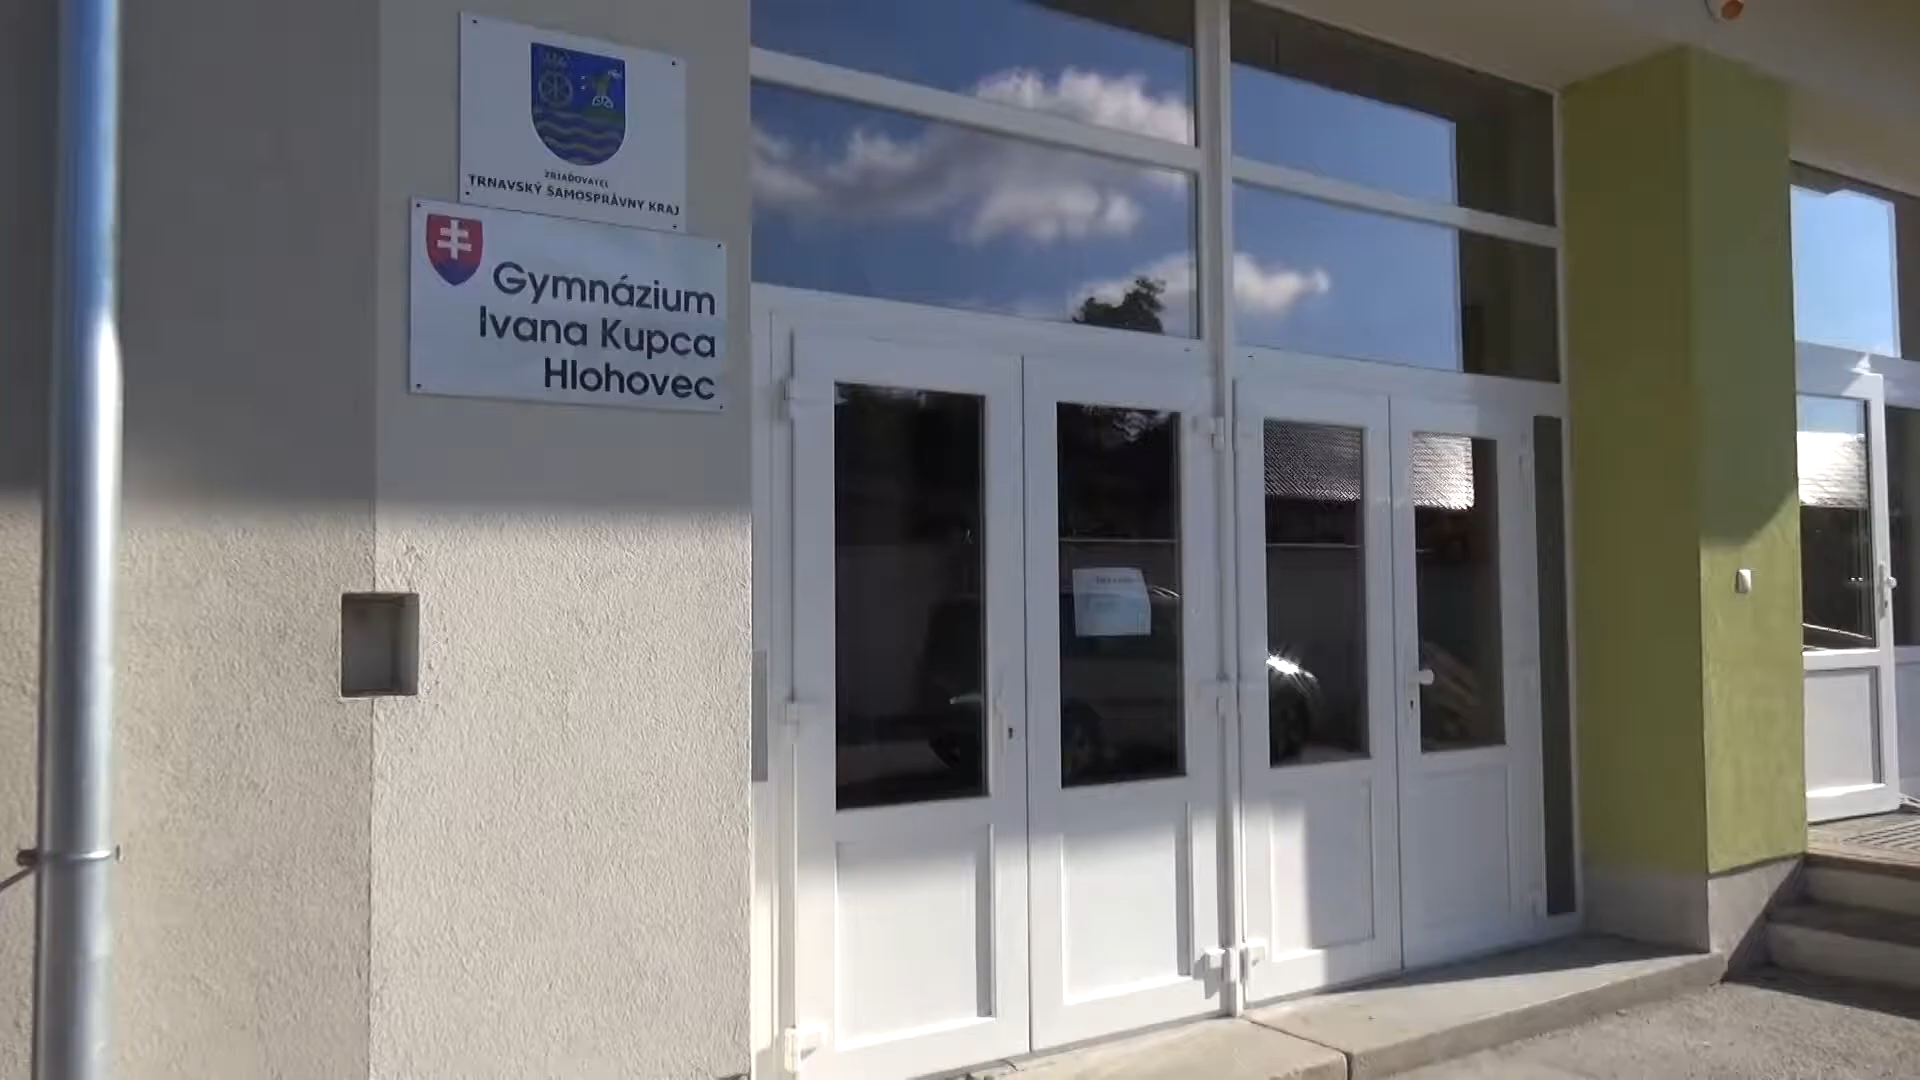 ZRIAĎOVATEĽ
TRNAVSKÝ SAMOSPRÁVNY KRAJ
Gymnázium
Ivana Kupca
Hlohovec